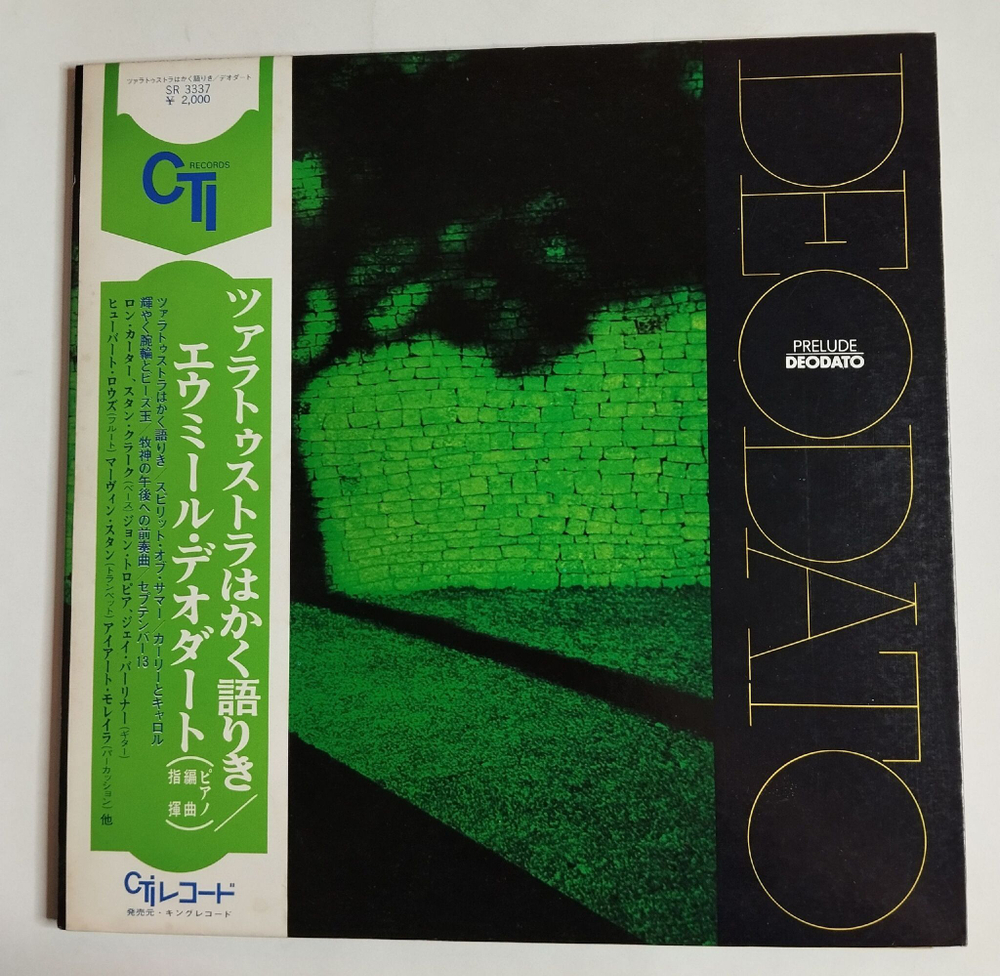 ツァラトゥストラはかく語りき/デオダート
SR 3337
¥ 2,000
CTI RECORDS
ツァラトゥストラはかく語りき/
エウミール・デオダート(ピアノ 編曲 指揮)
ツァラトゥストラはかく語りき スピリット・オブ・サマー/カーリーとキャロル
輝やく腕輪とビーズ玉/牧神の午後への前奏曲 セプテンバー13
ロン・カーター、スタン・クラーク(ベース)ジョン・トロピア、ジェイ・バーリナー(ギター)
ヒューバート・ロウズ(フルート)マーヴィン・スタン(トランペット)アイアート・モレイラ(パーカッション)他
CTiレコード
発売元・キングレコード
DEODATO
PRELUDE
DEODATO